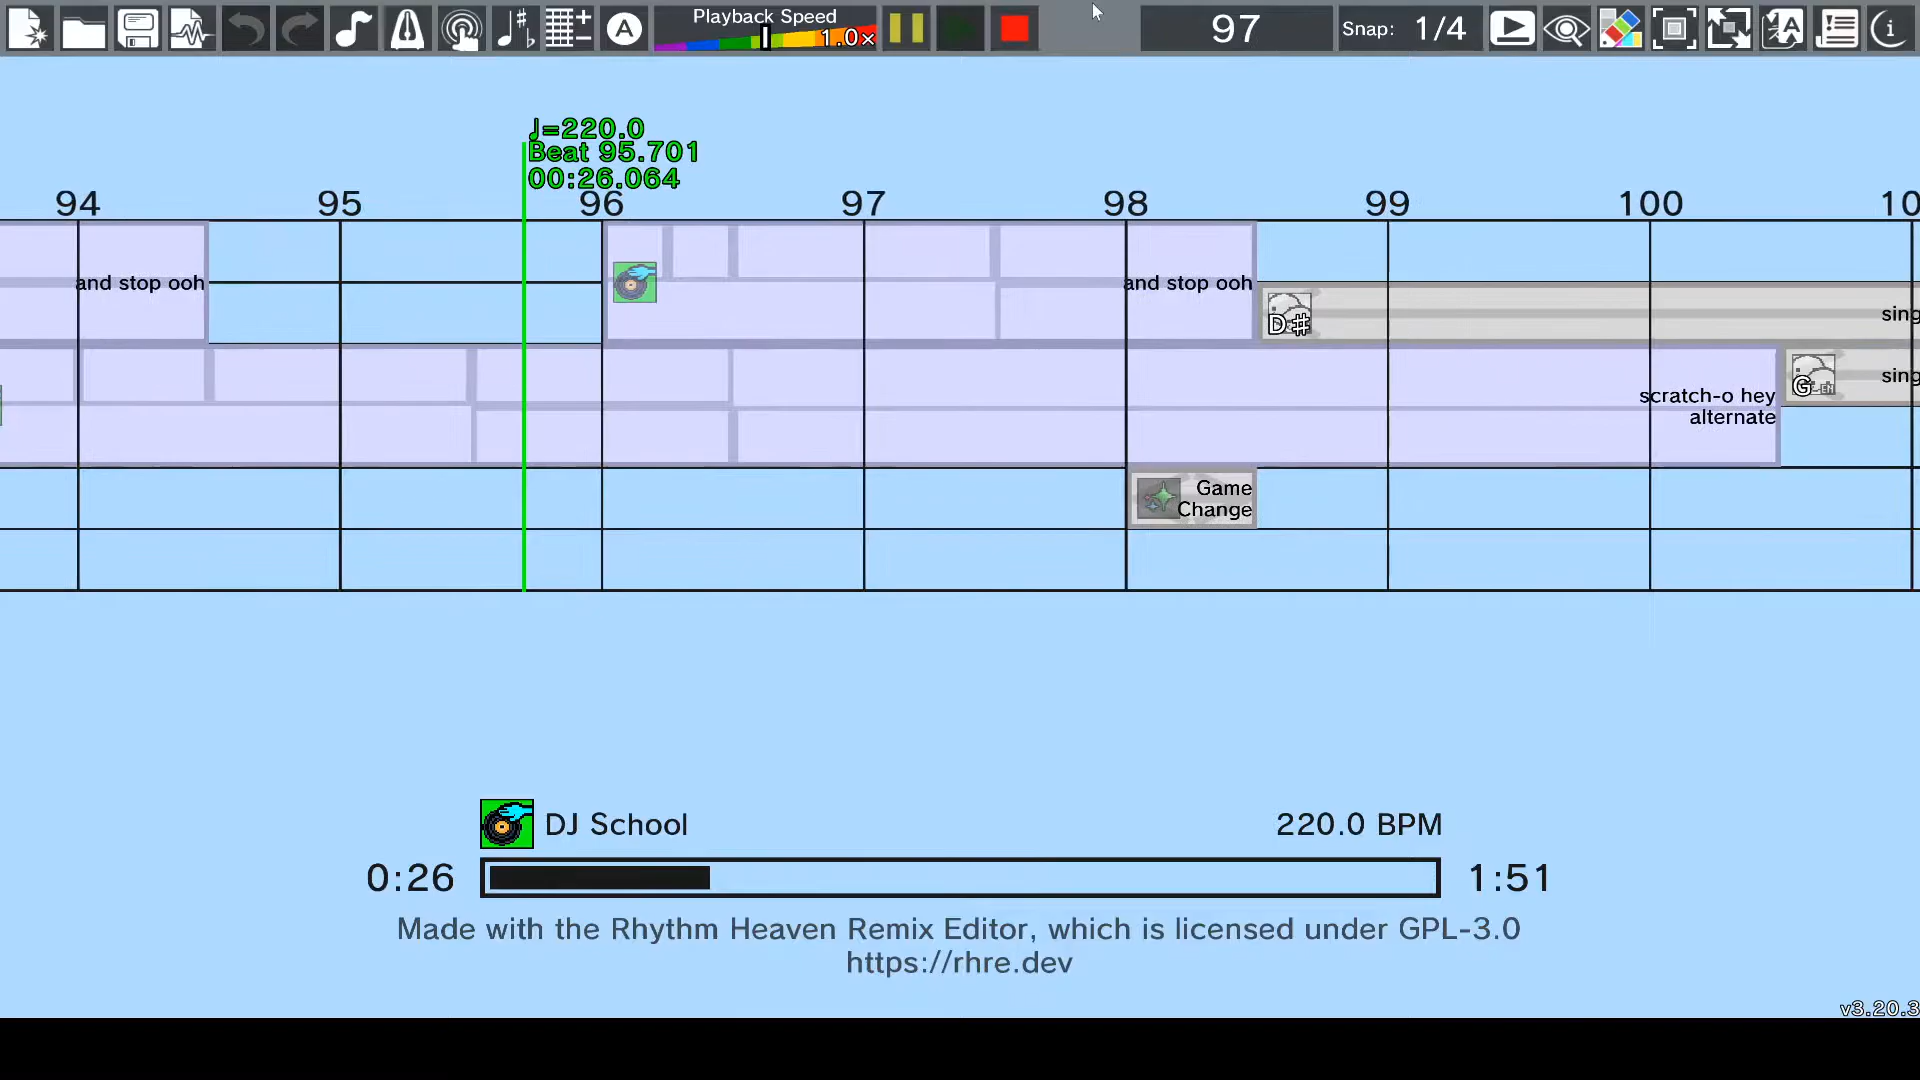 Playback Speed
1.0x
A
97
Snap: 1/4
A
i
♩=220.0
Beat 95.701
00:26.064
94 95 96 97 98 99 100 10
and stop ooh
and stop ooh
D#
sing
G
sing
scratch-o hey
alternate
Game
Change
DJ School
220.0 BPM
0:26
1:51
Made with the Rhythm Heaven Remix Editor, which is licensed under GPL-3.0
https://rhre.dev
v3.20.3